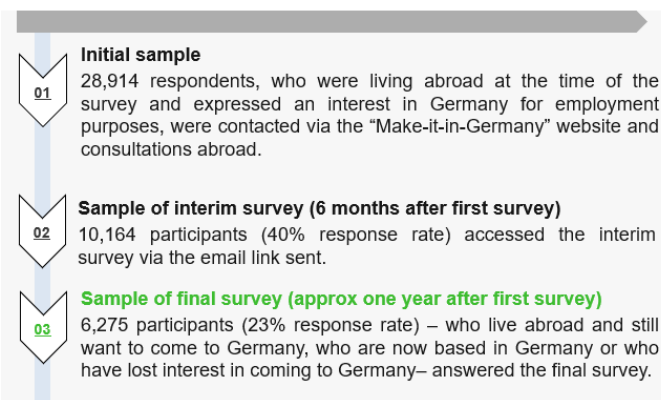 Initial sample
01
28,914 respondents, who were living abroad at the time of the
survey and expressed an interest in Germany for employment
purposes, were contacted via the “Make-it-in-Germany” website and
consultations abroad.
Sample of interim survey (6 months after first survey)
02
10,164 participants (40% response rate) accessed the interim
survey via the email link sent.
Sample of final survey (approx one year after first survey)
03
6,275 participants (23% response rate) – who live abroad and still
want to come to Germany, who are now based in Germany or who
have lost interest in coming to Germany– answered the final survey.